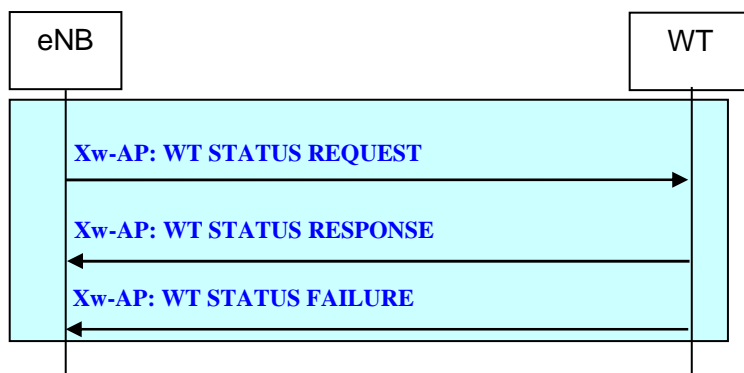 eNB
WT
Xw-AP: WT STATUS REQUEST
Xw-AP: WT STATUS RESPONSE
Xw-AP: WT STATUS FAILURE